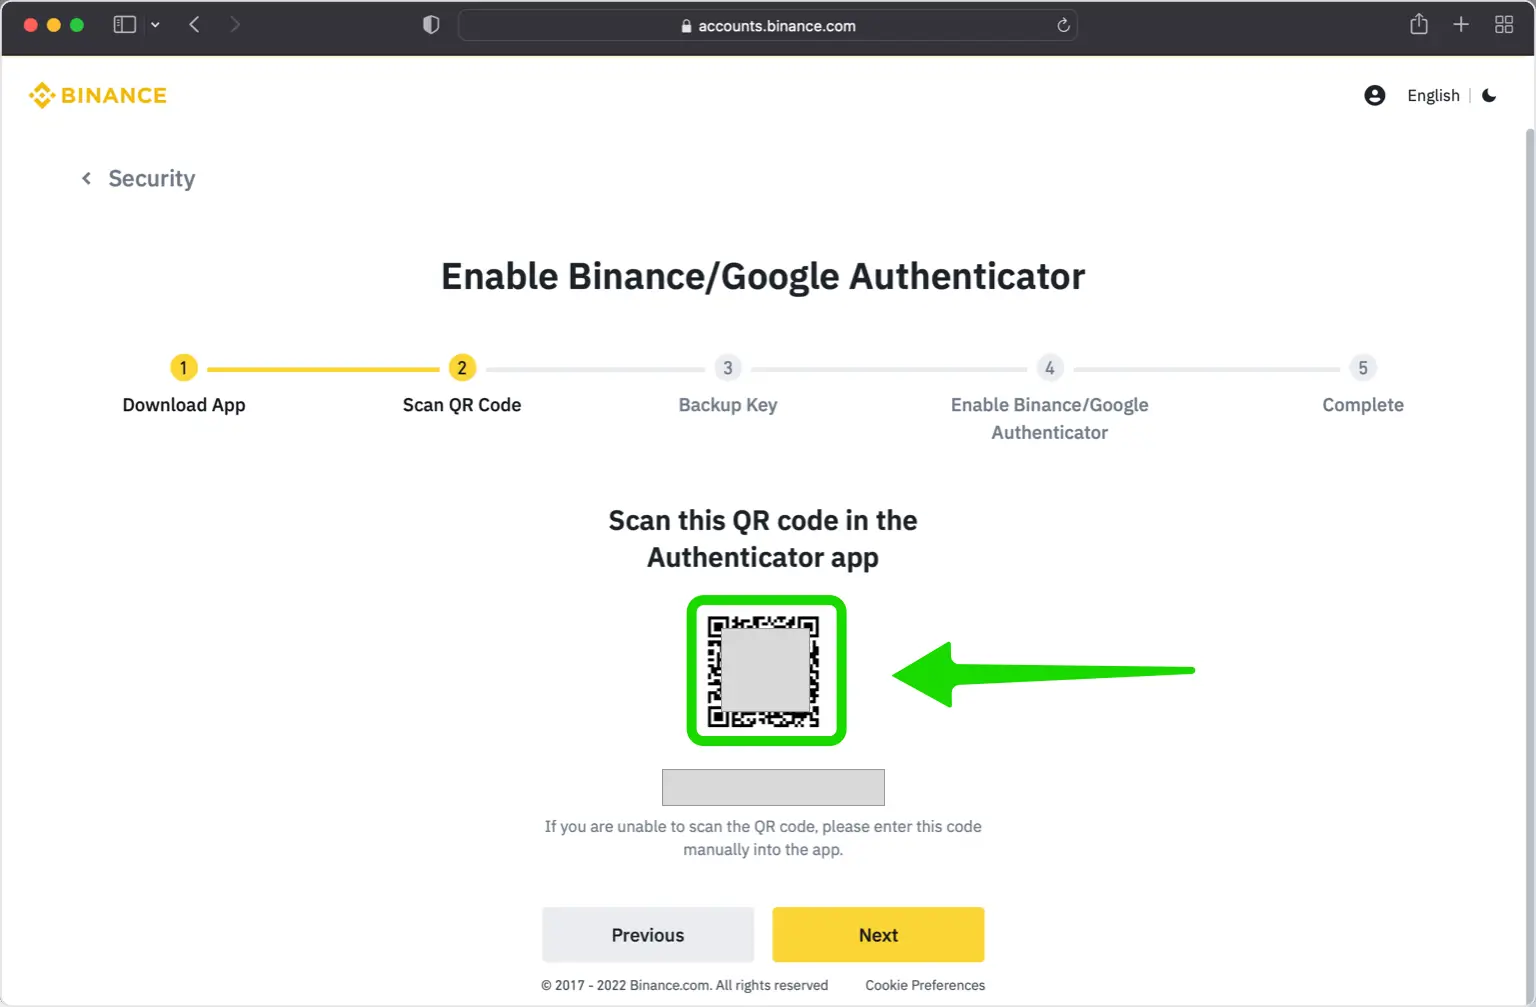 accounts.binance.com
BINANCE
English
Security
Enable Binance/Google Authenticator
1
2
3
4
5
Download App
Scan QR Code
Backup Key
Enable Binance/Google
Authenticator
Complete
Scan this QR code in the
Authenticator app
If you are unable to scan the QR code, please enter this code
manually into the app.
Previous
Next
© 2017 - 2022 Binance.com. All rights reserved
Cookie Preferences